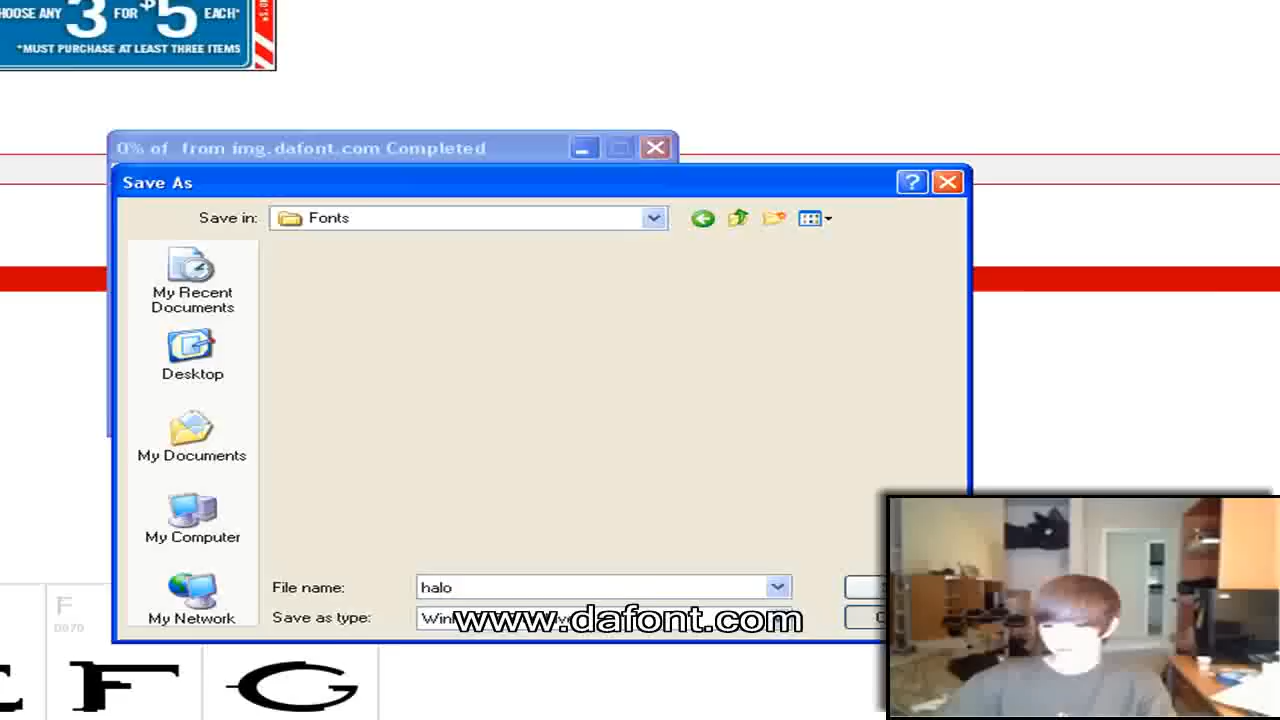 HOOSE ANY 3 FOR $5 EACH*
*MUST PURCHASE AT LEAST THREE ITEMS
0% of from img.dafont.com Completed
Save As
Save in: Fonts
My Recent
Documents
Desktop
My Documents
My Computer
My Network
File name: halo
Save as type:
www.dafont.com
F
D070
F G